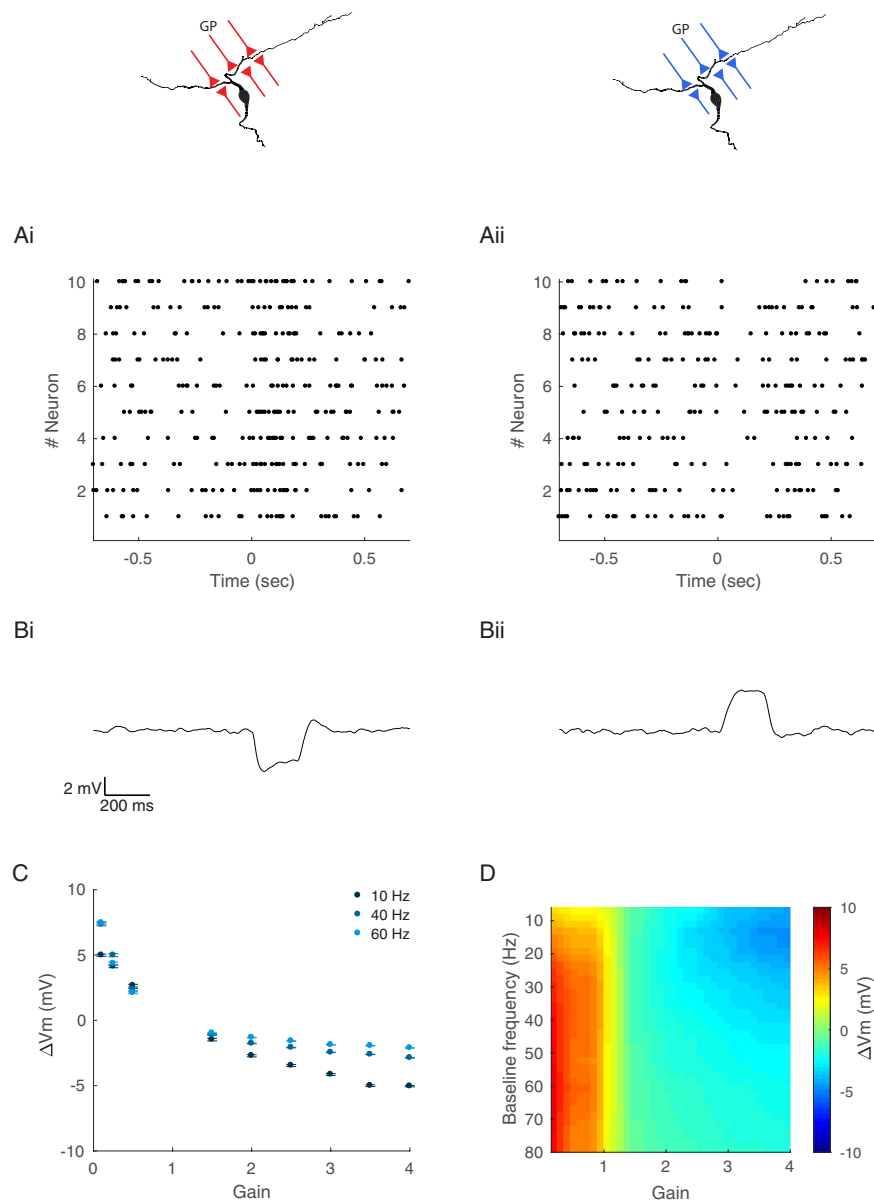 GP
GP
Ai
Aii
10
8
6
4
2
# Neuron
-0.5
0
0.5
Time (sec)
10
8
6
4
2
# Neuron
-0.5
0
0.5
Time (sec)
Bi
Bii
2 mV
200 ms
C
10
5
0
-5
-10
ΔVm (mV)
10 Hz
40 Hz
60 Hz
0
1
2
3
4
Gain
D
10
20
30
40
50
60
70
80
Baseline frequency (Hz)
1
2
3
4
Gain
10
5
0
-5
-10
ΔVm (mV)